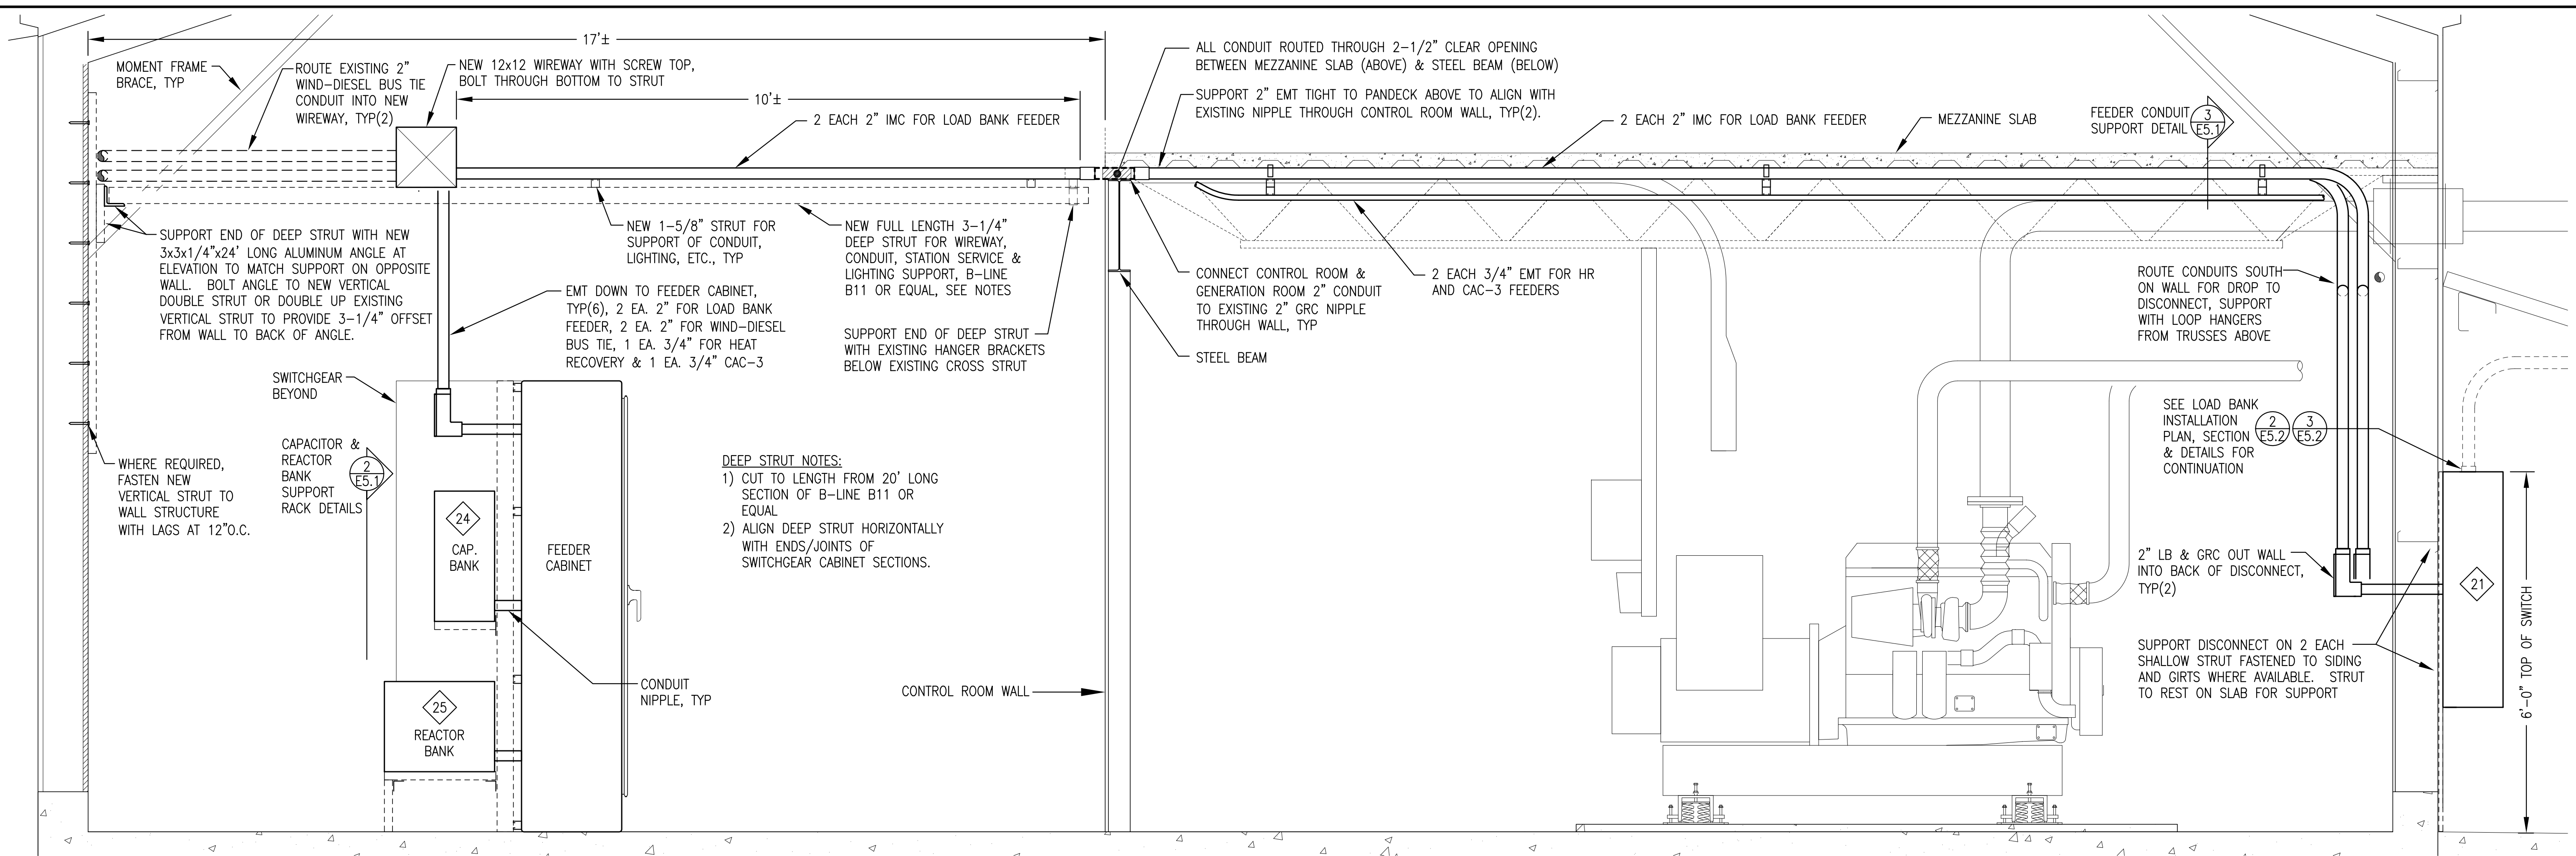 17'±
MOMENT FRAME
BRACE, TYP
ROUTE EXISTING 2"
WIND-DIESEL BUS TIE
CONDUIT INTO NEW
WIREWAY, TYP(2)
NEW 12x12 WIREWAY WITH SCREW TOP,
BOLT THROUGH BOTTOM TO STRUT
10'±
2 EACH 2" IMC FOR LOAD BANK FEEDER
ALL CONDUIT ROUTED THROUGH 2-1/2" CLEAR OPENING
BETWEEN MEZZANINE SLAB (ABOVE) & STEEL BEAM (BELOW)
SUPPORT 2" EMT TIGHT TO PANDECK ABOVE TO ALIGN WITH
EXISTING NIPPLE THROUGH CONTROL ROOM WALL, TYP(2).
2 EACH 2" IMC FOR LOAD BANK FEEDER
MEZZANINE SLAB
FEEDER CONDUIT
SUPPORT DETAIL
3
E5.1
SUPPORT END OF DEEP STRUT WITH NEW
3x3x1/4"x24' LONG ALUMINUM ANGLE AT
ELEVATION TO MATCH SUPPORT ON OPPOSITE
WALL. BOLT ANGLE TO NEW VERTICAL
DOUBLE STRUT OR DOUBLE UP EXISTING
VERTICAL STRUT TO PROVIDE 3-1/4" OFFSET
FROM WALL TO BACK OF ANGLE.
NEW 1-5/8" STRUT FOR
SUPPORT OF CONDUIT,
LIGHTING, ETC., TYP
NEW FULL LENGTH 3-1/4"
DEEP STRUT FOR WIREWAY,
CONDUIT, STATION SERVICE &
LIGHTING SUPPORT, B-LINE
B11 OR EQUAL, SEE NOTES
EMT DOWN TO FEEDER CABINET,
TYP(6), 2 EA. 2" FOR LOAD BANK
FEEDER, 2 EA. 2" FOR WIND-DIESEL
BUS TIE, 1 EA. 3/4" FOR HEAT
RECOVERY & 1 EA. 3/4" CAC-3
SUPPORT END OF DEEP STRUT
WITH EXISTING HANGER BRACKETS
BELOW EXISTING CROSS STRUT
CONNECT CONTROL ROOM &
GENERATION ROOM 2" CONDUIT
TO EXISTING 2" GRC NIPPLE
THROUGH WALL, TYP
STEEL BEAM
2 EACH 3/4" EMT FOR HR
AND CAC-3 FEEDERS
ROUTE CONDUITS SOUTH
ON WALL FOR DROP TO
DISCONNECT, SUPPORT
WITH LOOP HANGERS
FROM TRUSSES ABOVE
SWITCHGEAR
BEYOND
CAPACITOR &
REACTOR
BANK
SUPPORT
RACK DETAILS
2
E5.1
WHERE REQUIRED,
FASTEN NEW
VERTICAL STRUT TO
WALL STRUCTURE
WITH LAGS AT 12"O.C.
24
CAP.
BANK
FEEDER
CABINET
25
REACTOR
BANK
DEEP STRUT NOTES:
1) CUT TO LENGTH FROM 20' LONG
SECTION OF B-LINE B11 OR
EQUAL
2) ALIGN DEEP STRUT HORIZONTALLY
WITH ENDS/JOINTS OF
SWITCHGEAR CABINET SECTIONS.
CONDUIT
NIPPLE, TYP
CONTROL ROOM WALL
SEE LOAD BANK
INSTALLATION
PLAN, SECTION
& DETAILS FOR
CONTINUATION
2
E5.2
3
E5.2
2" LB & GRC OUT WALL
INTO BACK OF DISCONNECT,
TYP(2)
21
SUPPORT DISCONNECT ON 2 EACH
SHALLOW STRUT FASTENED TO SIDING
AND GIRTS WHERE AVAILABLE. STRUT
TO REST ON SLAB FOR SUPPORT
6'-0" TOP OF SWITCH